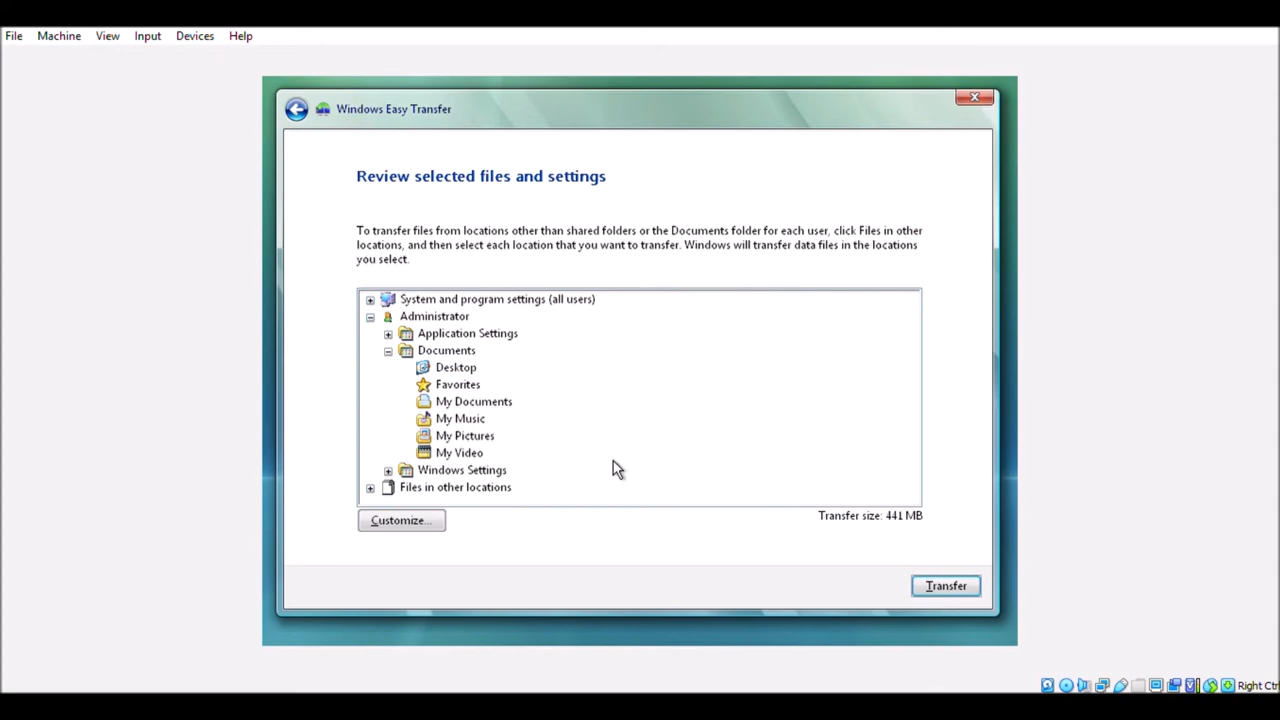 File Machine View Input Devices Help
Windows Easy Transfer
Review selected files and settings
To transfer files from locations other than shared folders or the Documents folder for each user, click Files in other
locations, and then select each location that you want to transfer. Windows will transfer data files in the locations
you select.
System and program settings (all users)
Administrator
Application Settings
Documents
Desktop
Favorites
My Documents
My Music
My Pictures
My Video
Windows Settings
Files in other locations
Customize...
Transfer size: 441 MB
Transfer
Right Ctr